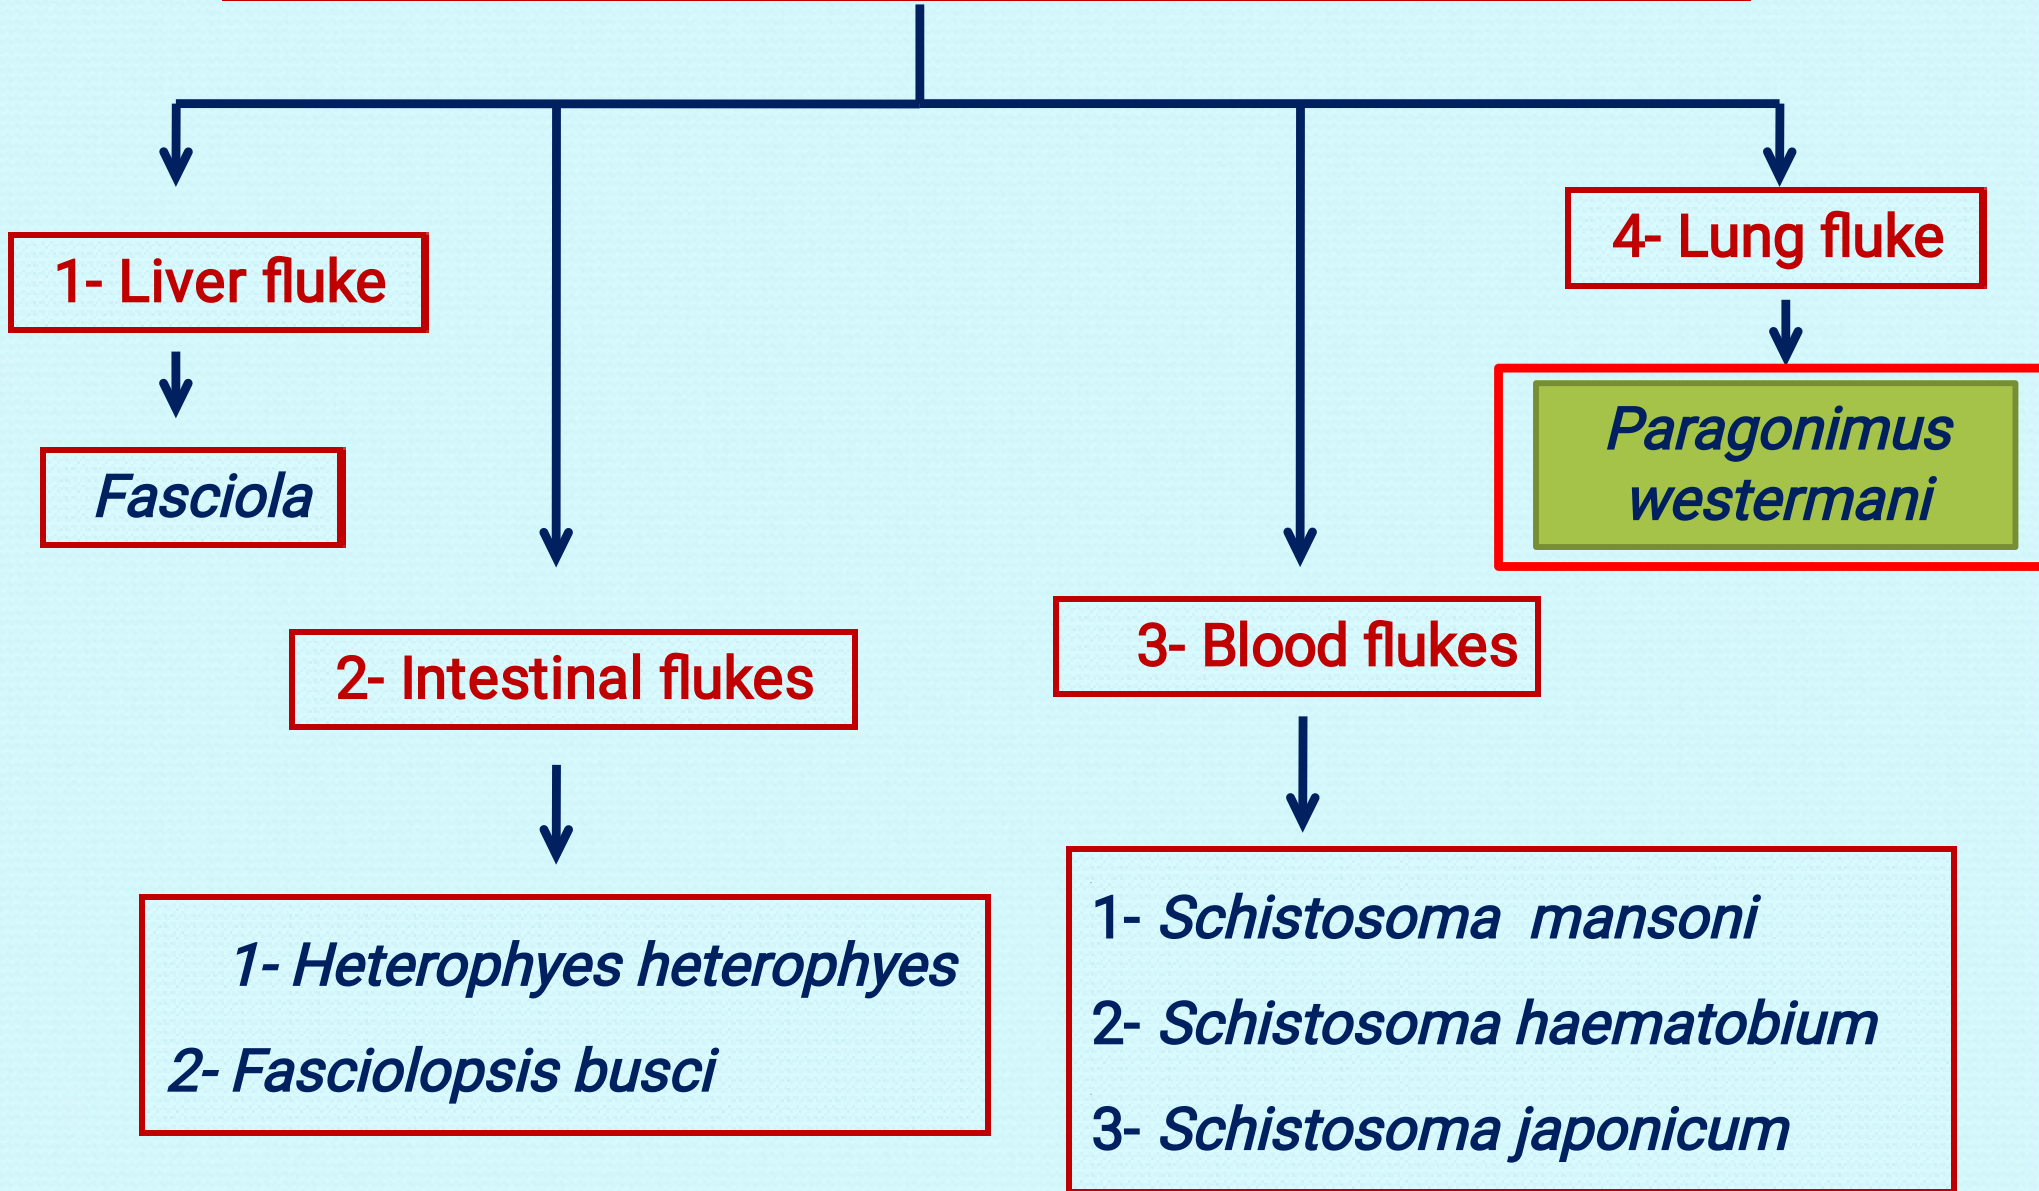 1- Liver fluke
Fasciola
2- Intestinal flukes
1- Heterophyes heterophyes
2- Fasciolopsis busci
3- Blood flukes
1- Schistosoma mansoni
2- Schistosoma haematobium
3- Schistosoma japonicum
4- Lung fluke
Paragonimus
westermani